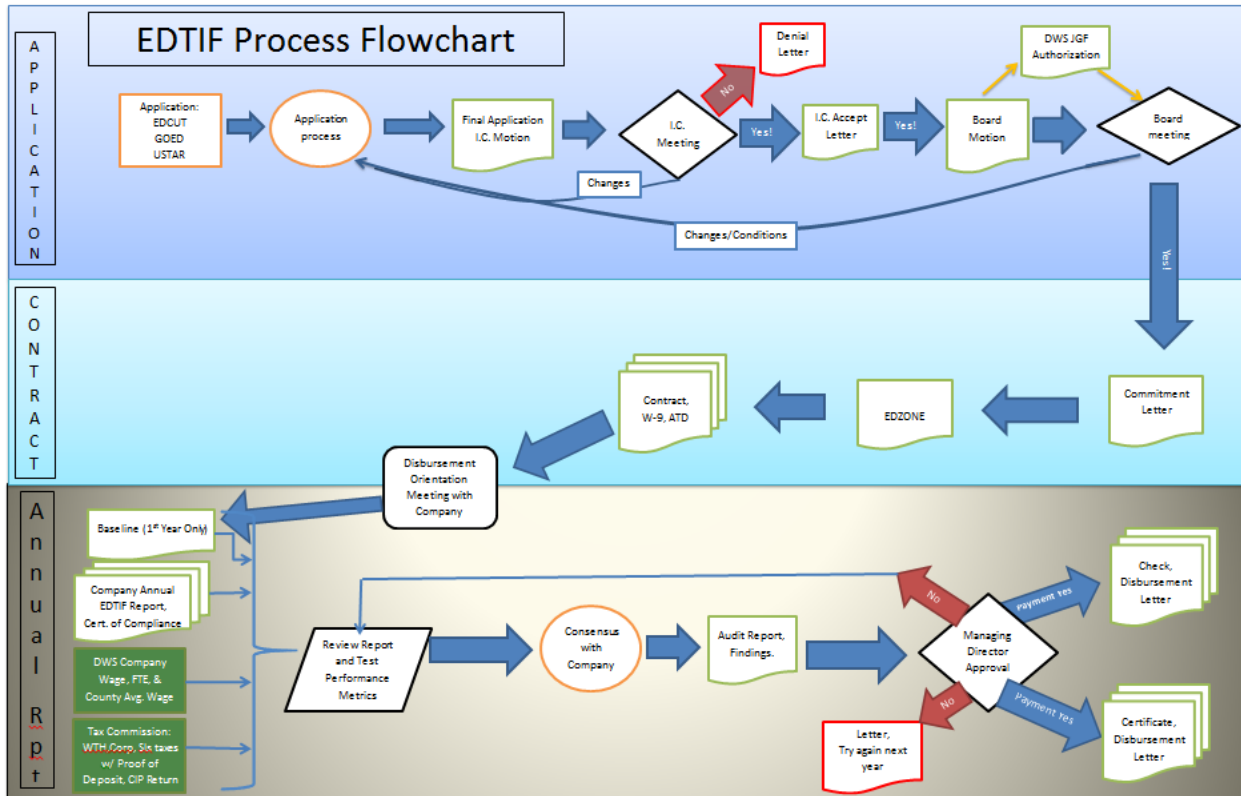 EDTIF Process Flowchart
APPLICATION
Application:
EDCUT
GOED
USTAR
Application
process
Final Application
I.C. Motion
I.C.
Meeting
No
Denial
Letter
Yes!
I.C. Accept
Letter
Yes!
Board
Motion
DWS JGF
Authorization
Board
meeting
Changes
Changes/Conditions
Yes!
CONTRACT
Commitment
Letter
EDZONE
Contract,
W-9, ATD
Disbursement
Orientation
Meeting with
Company
Annual Rpt
Baseline (1st Year Only)
Company Annual
EDTIF Report,
Cert. of Compliance
DWS Company
Wage, FTE, &
County Avg. Wage
Tax Commission:
WTH Corp, Sls taxes
w/ Proof of
Deposit, CIP Return
Review Report
and Test
Performance
Metrics
Consensus
with
Company
Audit Report,
Findings.
Managing
Director
Approval
No
Payment Yes
Check,
Disbursement
Letter
No
Letter,
Try again next
year
Payment Yes
Certificate,
Disbursement
Letter